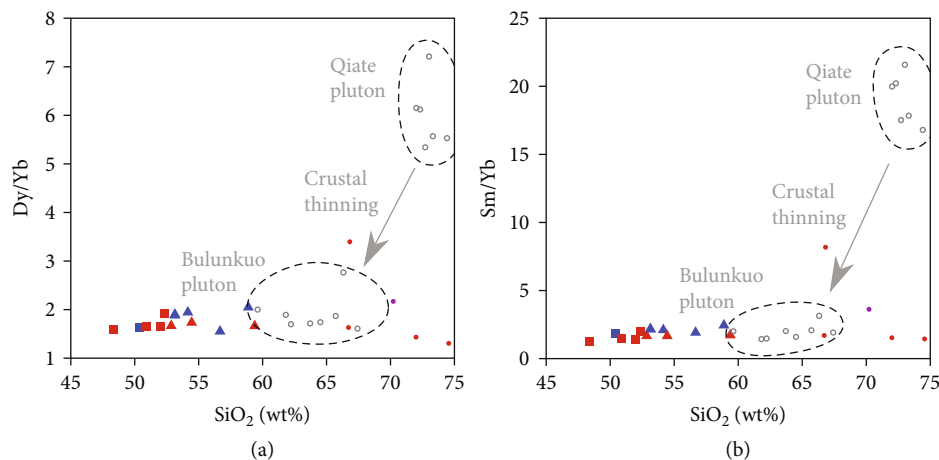 8
7
6
5
4
3
2
1
Dy/Yb
Qiate
pluton
Crustal
thinning
Bulunkuo
pluton
45 50 55 60 65 70 75
SiO₂ (wt%)
(a)
25
20
15
10
5
0
Sm/Yb
Qiate
pluton
Crustal
thinning
Bulunkuo
pluton
45 50 55 60 65 70 75
SiO₂ (wt%)
(b)